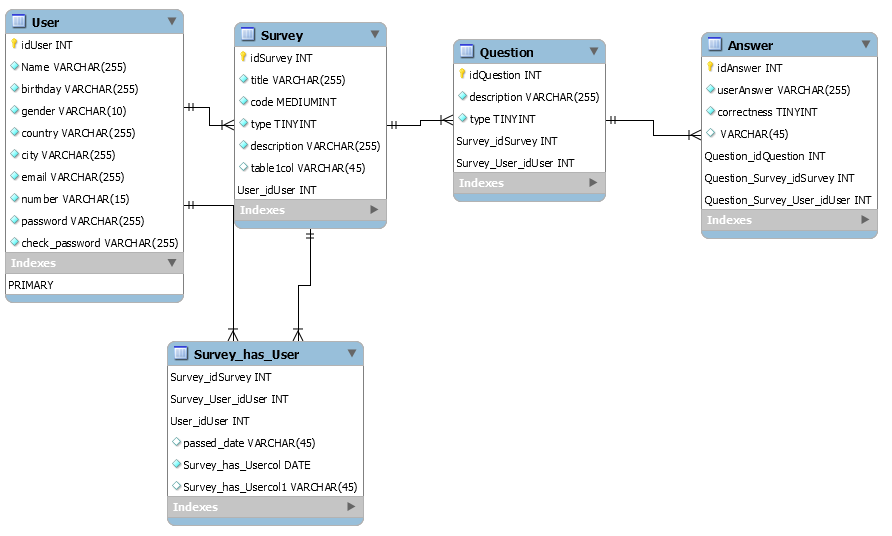 User
idUser INT
Name VARCHAR(255)
birthday VARCHAR(255)
gender VARCHAR(10)
country VARCHAR(255)
city VARCHAR(255)
email VARCHAR(255)
number VARCHAR(15)
password VARCHAR(255)
check_password VARCHAR(255)
Indexes
PRIMARY
Survey
idSurvey INT
title VARCHAR(255)
code MEDIUMINT
type TINYINT
description VARCHAR(255)
table1col VARCHAR(45)
User_idUser INT
Indexes
Question
idQuestion INT
description VARCHAR(255)
type TINYINT
Survey_idSurvey INT
Survey_User_idUser INT
Indexes
Answer
idAnswer INT
userAnswer VARCHAR(255)
correctness TINYINT
VARCHAR(45)
Question_idQuestion INT
Question_Survey_idSurvey INT
Question_Survey_User_idUser INT
Indexes
Survey_has_User
Survey_idSurvey INT
Survey_User_idUser INT
User_idUser INT
passed_date VARCHAR(45)
Survey_has_Usercol DATE
Survey_has_Usercol1 VARCHAR(45)
Indexes